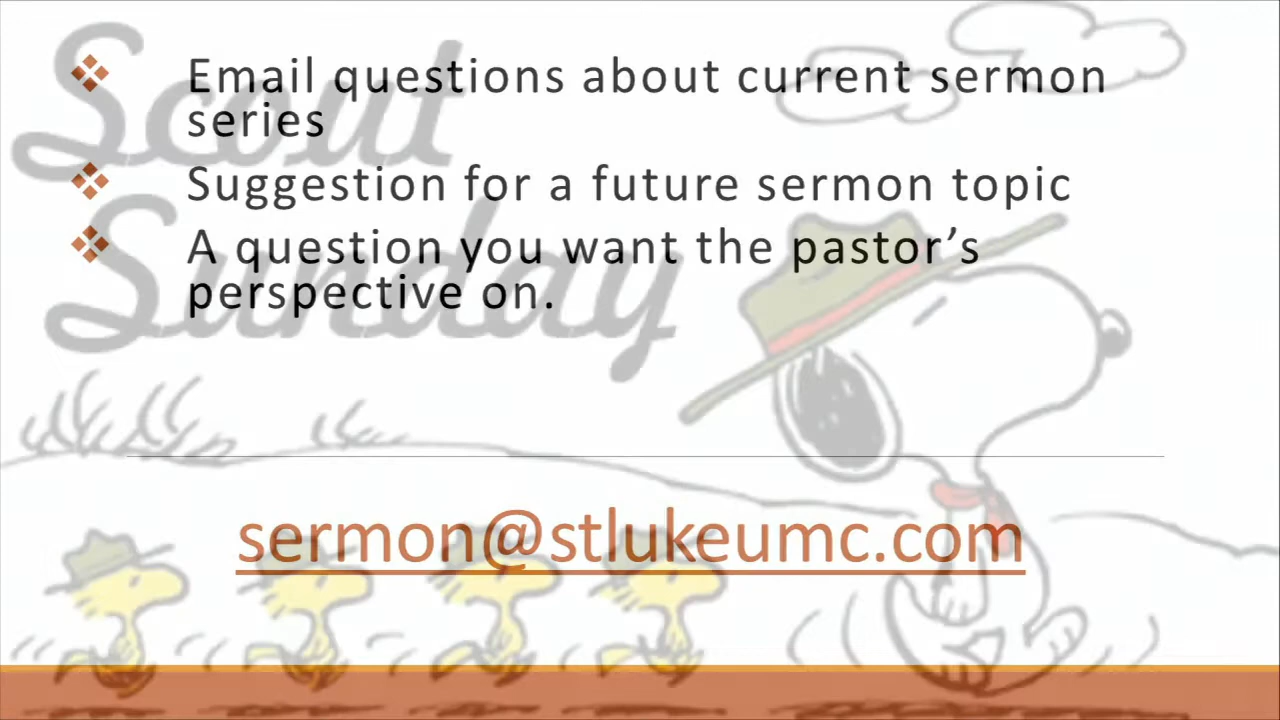 Scout
Sunday
Email questions about current sermon
series
Suggestion for a future sermon topic
A question you want the pastor’s
perspective on.
sermon@stlukeumc.com